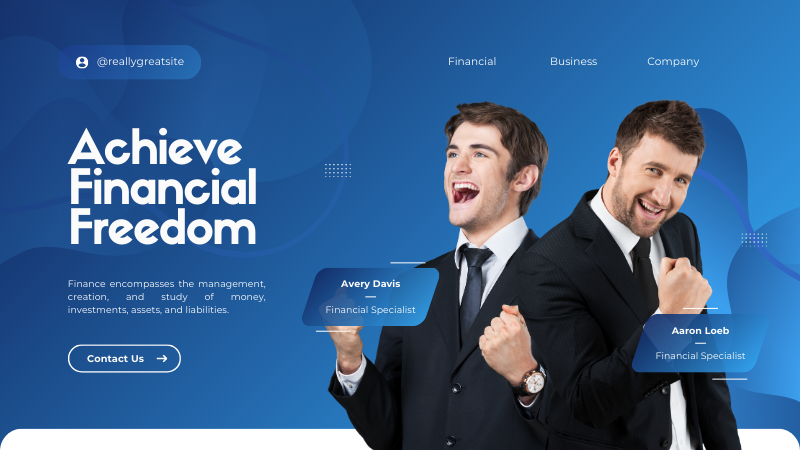 @reallygreatsite
Financial
Business
Company
Achieve
Financial
Freedom
Finance encompasses the management,
creation, and study of money,
investments, assets, and liabilities.
Contact Us
Avery Davis
Financial Specialist
Aaron Loeb
Financial Specialist